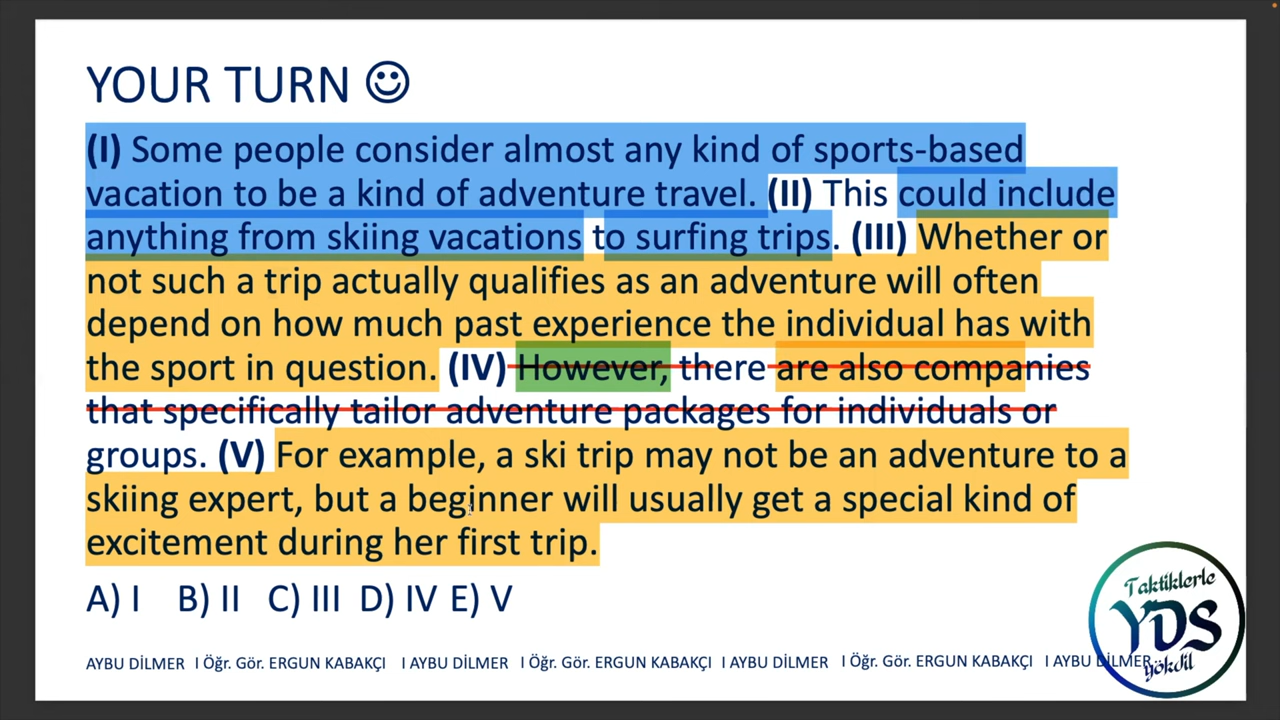 YOUR TURN ☺
(I) Some people consider almost any kind of sports-based
vacation to be a kind of adventure travel. (II) This could include
anything from skiing vacations to surfing trips. (III) Whether or
not such a trip actually qualifies as an adventure will often
depend on how much past experience the individual has with
the sport in question. (IV) However, there are also companies
that specifically tailor adventure packages for individuals or
groups. (V) For example, a ski trip may not be an adventure to a
skiing expert, but a beginner will usually get a special kind of
excitement during her first trip.
A) I B) II C) III D) IV E) V
AYBU DİLMER I Öğr. Gör. ERGUN KABAKÇI I AYBU DİLMER I Öğr. Gör. ERGUN KABAKÇI I AYBU DİLMER I Öğr. Gör. ERGUN KABAKÇI I AYBU DİLMER
Taktiklerle
YDS
yökdil